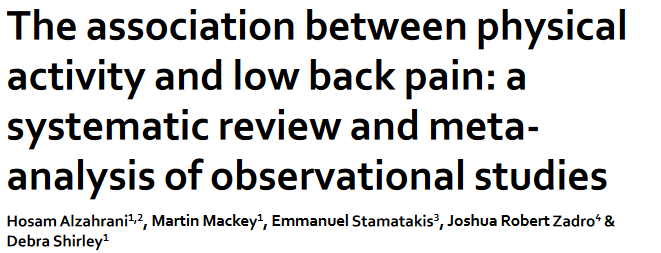 The association between physical
activity and low back pain: a
systematic review and meta-
analysis of observational studies
Hosam Alzahrani1,2, Martin Mackey1, Emmanuel Stamatakis3, Joshua Robert Zadro4 &
Debra Shirley1